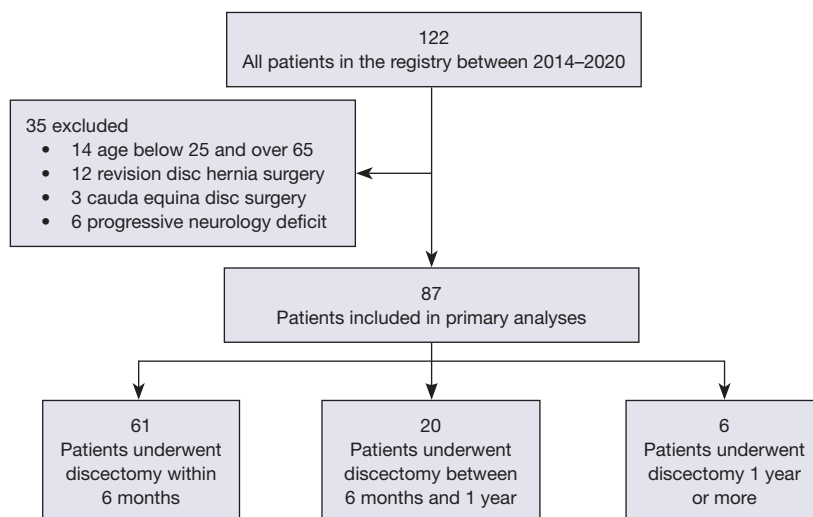 122
All patients in the registry between 2014–2020
35 excluded
• 14 age below 25 and over 65
• 12 revision disc hernia surgery
• 3 cauda equina disc surgery
• 6 progressive neurology deficit
87
Patients included in primary analyses
61
Patients underwent
discectomy within
6 months
20
Patients underwent
discectomy between
6 months and 1 year
6
Patients underwent
discectomy 1 year
or more